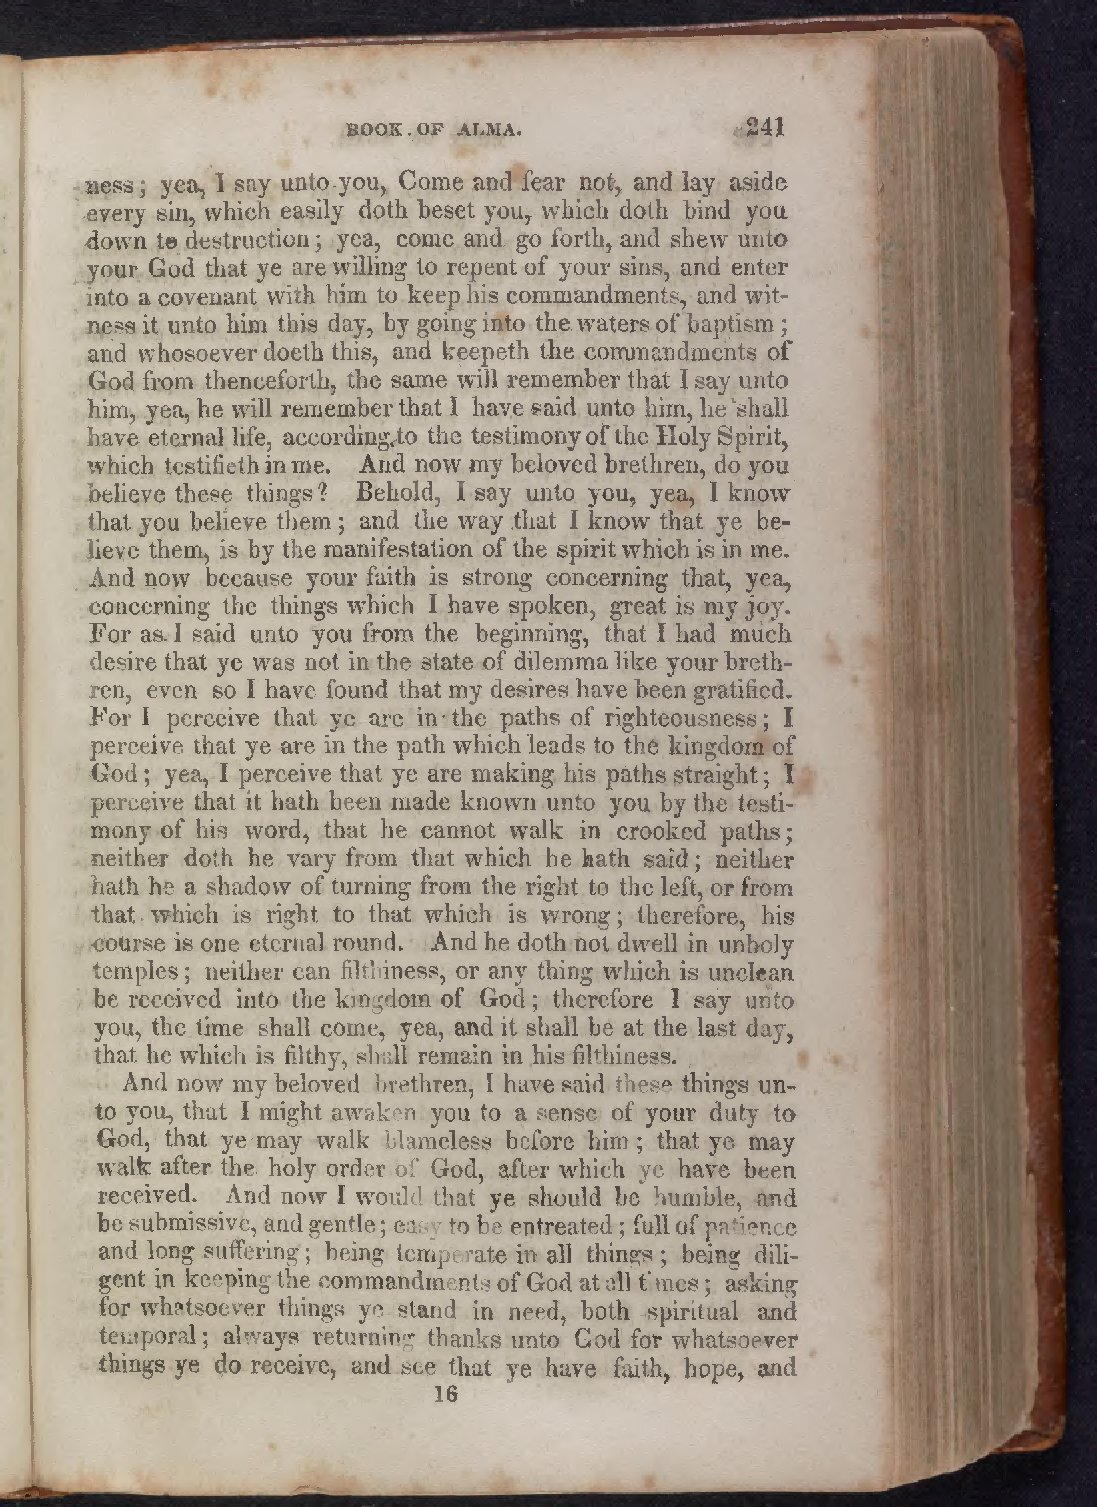 BOOK OF ALMA. 241
ness; yea, I say unto you, Come and fear not, and lay aside
every sin, which easily doth beset you, which doth bind you
down to destruction; yea, come and go forth, and shew unto
your God that ye are willing to repent of your sins, and enter
into a covenant with him to keep his commandments, and wit-
ness it unto him this day, by going into the waters of baptism;
and whosoever doeth this, and keepeth the commandments of
God from thenceforth, the same will remember that I say unto
him, yea, he will remember that I have said unto him, he shall
have eternal life, according to the testimony of the Holy Spirit,
which testifieth in me. And now my beloved brethren, do you
believe these things? Behold, I say unto you, yea, I know
that you believe them; and the way that I know that ye be-
lieve them, is by the manifestation of the spirit which is in me.
And now because your faith is strong concerning that, yea,
concerning the things which I have spoken, great is my joy.
For as I said unto you from the beginning, that I had much
desire that ye was not in the state of dilemma like your breth-
ren, even so I have found that my desires have been gratified.
For I perceive that ye are in the paths of righteousness; I
perceive that ye are in the path which leads to the kingdom of
God; yea, I perceive that ye are making his paths straight; I
perceive that it hath been made known unto you by the testi-
mony of his word, that he cannot walk in crooked paths;
neither doth he vary from that which he hath said; neither
hath he a shadow of turning from the right to the left, or from
that which is right to that which is wrong; therefore, his
course is one eternal round. And he doth not dwell in unholy
temples; neither can filthiness, or any thing which is unclean
be received into the kingdom of God; therefore I say unto
you, the time shall come, yea, and it shall be at the last day,
that he which is filthy, shall remain in his filthiness.
And now my beloved brethren, I have said these things un-
to you, that I might awaken you to a sense of your duty to
God, that ye may walk blameless before him; that ye may
walk after the holy order of God, after which ye have been
received. And now I would that ye should be humble, and
be submissive, and gentle; easy to be entreated; full of patience
and long suffering; being temperate in all things; being dili-
gent in keeping the commandments of God at all times; asking
for whatsoever things ye stand in need, both spiritual and
temporal; always returning thanks unto God for whatsoever
things ye do receive, and see that ye have faith, hope, and
16